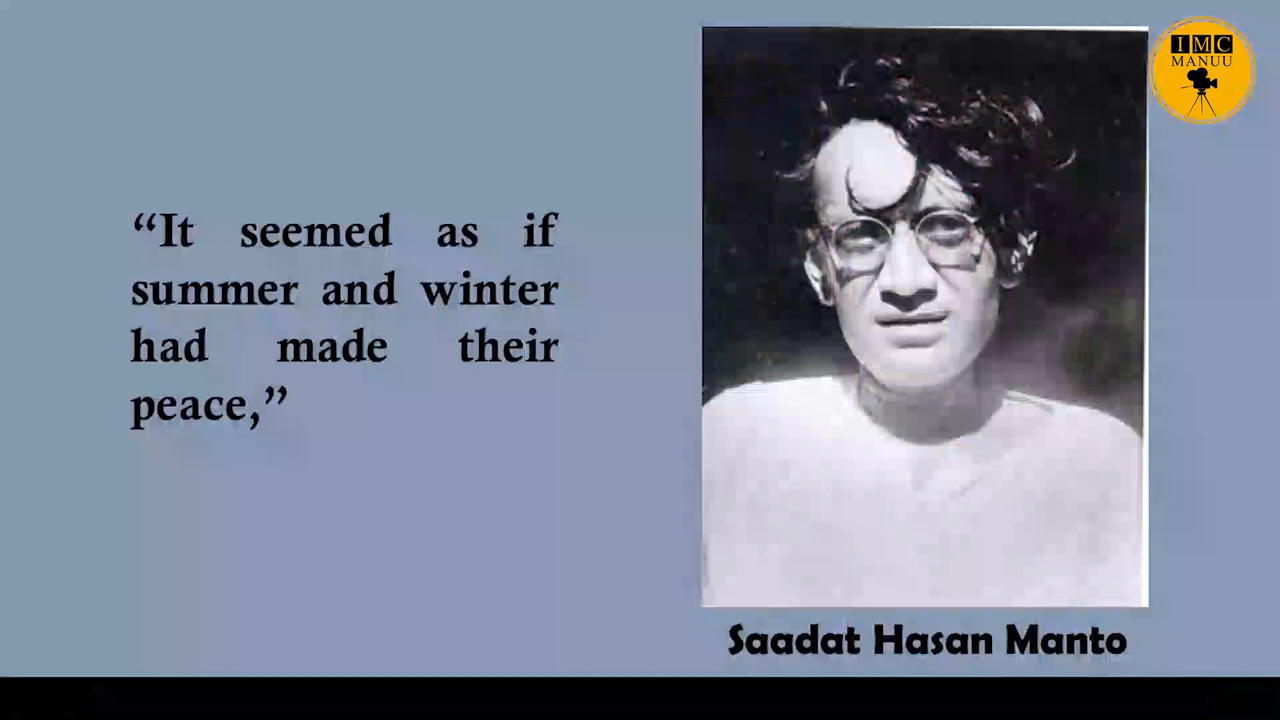 “It seemed as if
summer and winter
had made their
peace,”
IMC
MANUU
Saadat Hasan Manto